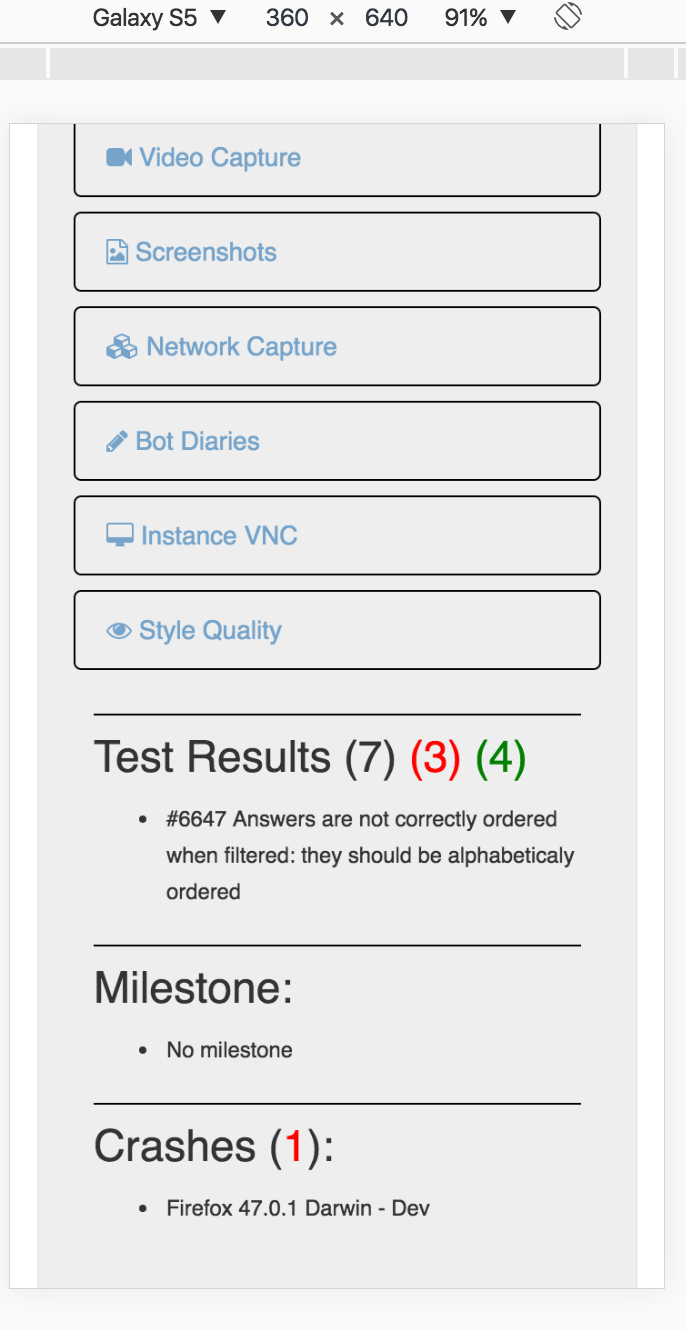 Galaxy S5 ▼ 360 × 640 91% ▼
Video Capture
Screenshots
Network Capture
Bot Diaries
Instance VNC
Style Quality
Test Results (7) (3) (4)
• #6647 Answers are not correctly ordered
when filtered: they should be alphabeticaly
ordered
Milestone:
• No milestone
Crashes (1):
• Firefox 47.0.1 Darwin - Dev